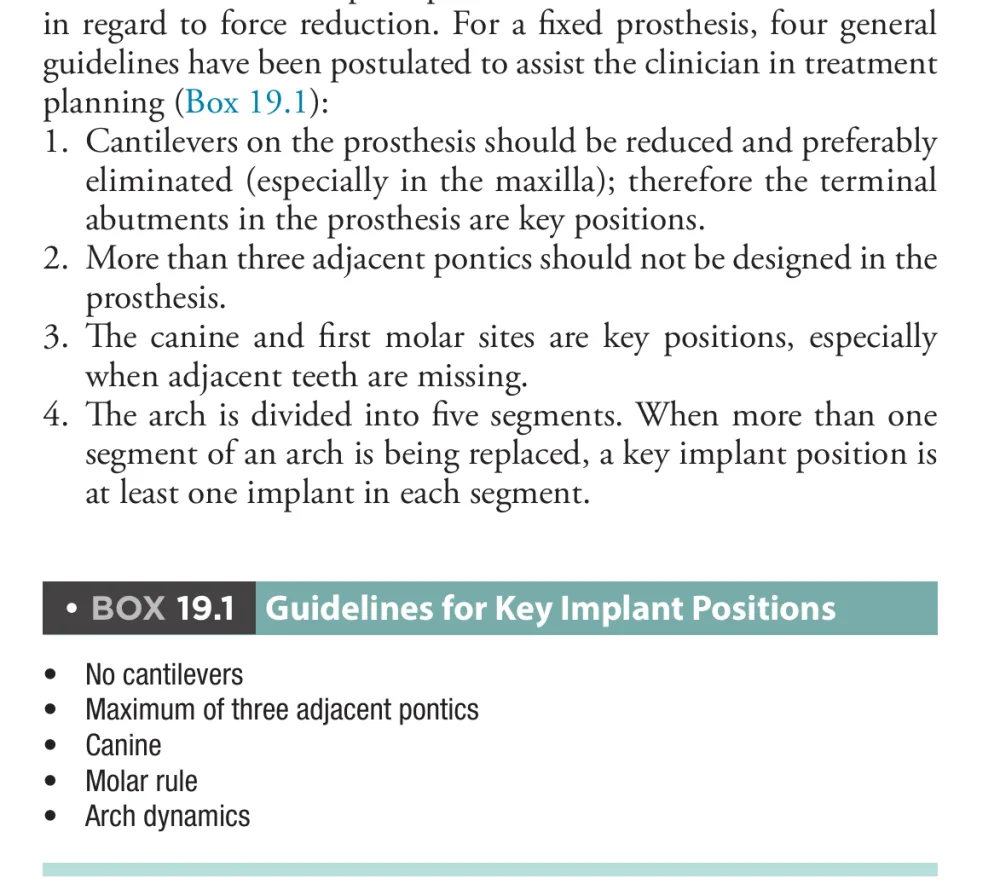 in regard to force reduction. For a fixed prosthesis, four general
guidelines have been postulated to assist the clinician in treatment
planning (Box 19.1):
1. Cantilevers on the prosthesis should be reduced and preferably
eliminated (especially in the maxilla); therefore the terminal
abutments in the prosthesis are key positions.
2. More than three adjacent pontics should not be designed in the
prosthesis.
3. The canine and first molar sites are key positions, especially
when adjacent teeth are missing.
4. The arch is divided into five segments. When more than one
segment of an arch is being replaced, a key implant position is
at least one implant in each segment.
• BOX 19.1 Guidelines for Key Implant Positions
• No cantilevers
• Maximum of three adjacent pontics
• Canine
• Molar rule
• Arch dynamics